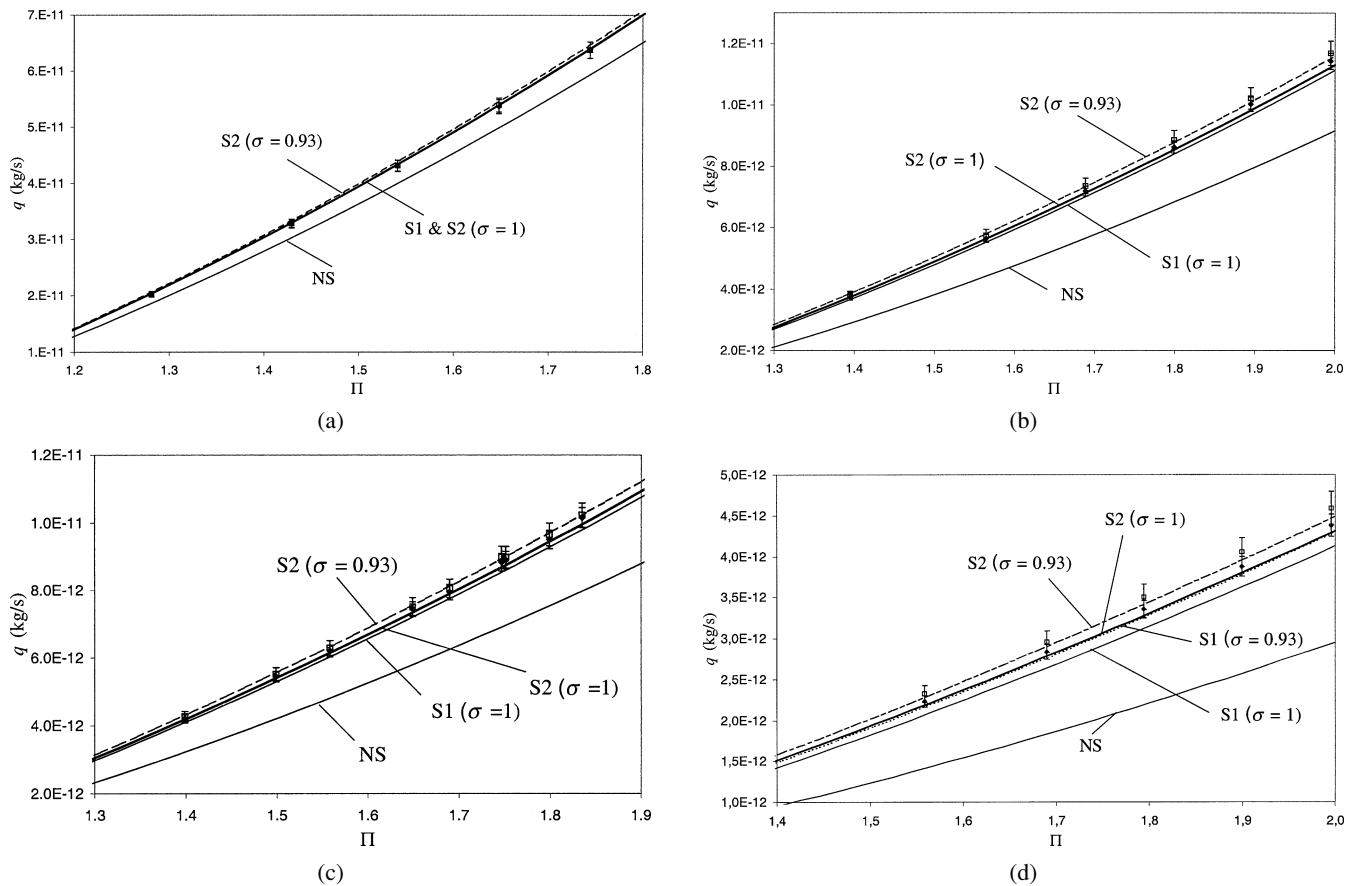 7.E-11
6.E-11
5.E-11
4.E-11
3.E-11
2.E-11
1.E-11
q (kg/s)
S2 (σ = 0.93)
S1 & S2 (σ = 1)
NS
1.2 1.3 1.4 1.5 1.6 1.7 1.8
Π
(a)
1.2E-11
1.0E-11
8.0E-12
6.0E-12
4.0E-12
2.0E-12
q (kg/s)
S2 (σ = 0.93)
S2 (σ = 1)
S1 (σ = 1)
NS
1.3 1.4 1.5 1.6 1.7 1.8 1.9 2.0
Π
(b)
1.2E-11
1.0E-11
8.0E-12
6.0E-12
4.0E-12
2.0E-12
q (kg/s)
S2 (σ = 0.93)
S2 (σ =1)
S1 (σ =1)
NS
1.3 1.4 1.5 1.6 1.7 1.8 1.9
Π
(c)
5,0E-12
4,5E-12
4,0E-12
3,5E-12
3,0E-12
2,5E-12
2,0E-12
1,5E-12
1,0E-12
q (kg/s)
S2 (σ = 1)
S2 (σ = 0.93)
S1 (σ = 0.93)
S1 (σ = 1)
NS
1,4 1,5 1,6 1,7 1,8 1,9 2,0
Π
(d)